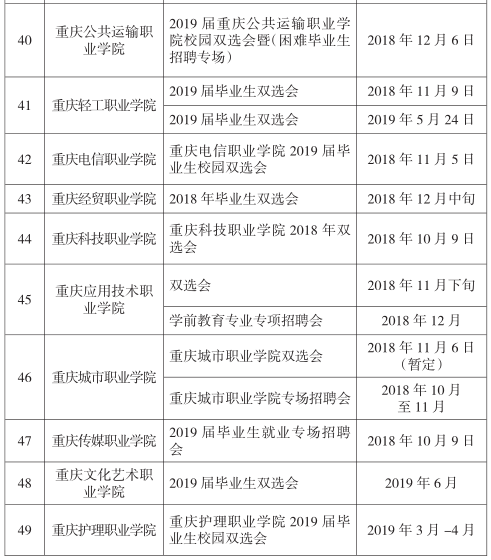 40
重庆公共运输职
业学院
2019 届重庆公共运输职业学
院校园双选会暨（困难毕业生
招聘专场）
2018 年 12 月 6 日
41
重庆轻工职业学院
2019 届毕业生双选会
2018 年 11 月 9 日
2019 届毕业生双选会
2019 年 5 月 24 日
42
重庆电信职业学院
重庆电信职业学院 2019 届毕
业生校园双选会
2018 年 11 月 5 日
43
重庆经贸职业学院
2018 年毕业生双选会
2018 年 12 月中旬
44
重庆科技职业学院
重庆科技职业学院 2018 年双
选会
2018 年 10 月 9 日
45
重庆应用技术职
业学院
双选会
2018 年 11 月下旬
学前教育专业专项招聘会
2018 年 12 月
46
重庆城市职业学院
重庆城市职业学院双选会
2018 年 11 月 6 日
（暂定）
重庆城市职业学院专场招聘会
2018 年 10 月
至 11 月
47
重庆传媒职业学院
2019 届毕业生就业专场招聘
会
2018 年 10 月 9 日
48
重庆文化艺术职
业学院
2019 届毕业生双选会
2019 年 6 月
49
重庆护理职业学院
重庆护理职业学院 2019 届毕
业生校园双选会
2019 年 3 月 –4 月